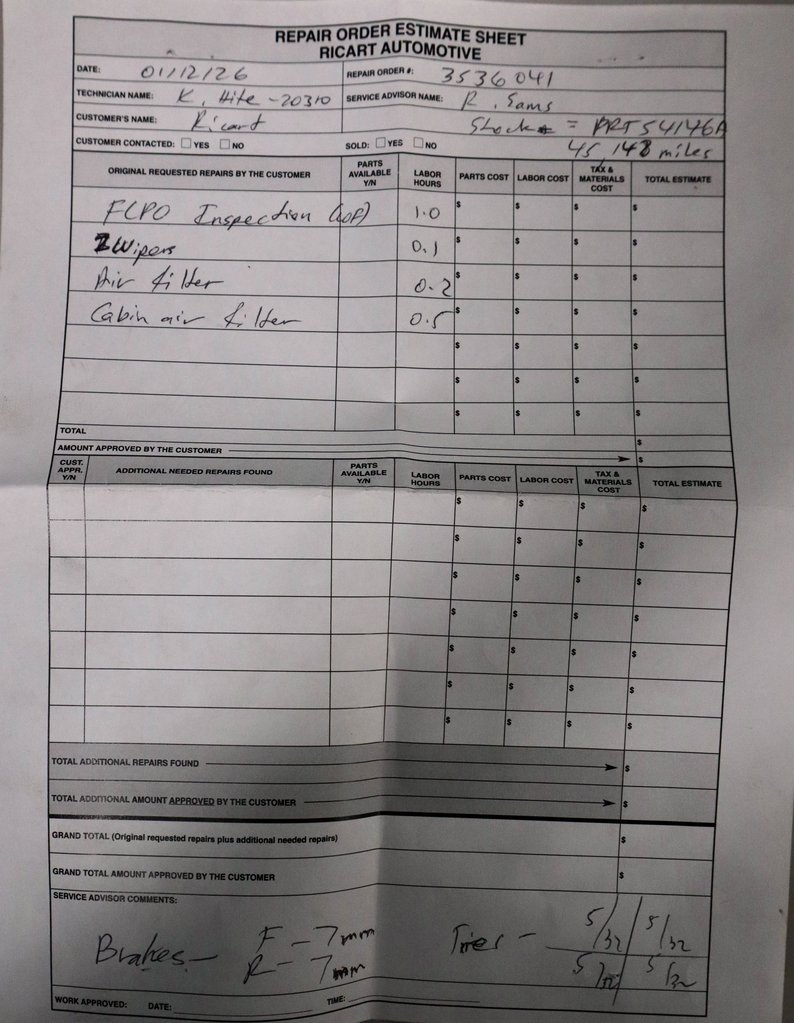 REPAIR ORDER ESTIMATE SHEET
RICART AUTOMOTIVE
DATE: 01/12/26 REPAIR ORDER #: 3536041
TECHNICIAN NAME: K. Hite - 20310 SERVICE ADVISOR NAME: R. Sams
CUSTOMER'S NAME: Ricart Stock# = PRT54146A
CUSTOMER CONTACTED: ☐ YES ☐ NO SOLD: ☐ YES ☐ NO 45,148 miles
ORIGINAL REQUESTED REPAIRS BY THE CUSTOMER PARTS AVAILABLE Y/N LABOR HOURS PARTS COST LABOR COST TAX & MATERIALS COST TOTAL ESTIMATE
FCPO Inspection (LOF) 1.0 $ $ $ $
2 Wipers 0.1 $ $ $ $
Air filter 0.2 $ $ $ $
Cabin air filter 0.5 $ $ $ $
$ $ $ $
$ $ $ $
$ $ $ $
TOTAL $
AMOUNT APPROVED BY THE CUSTOMER $
CUST. APPR. Y/N ADDITIONAL NEEDED REPAIRS FOUND PARTS AVAILABLE Y/N LABOR HOURS PARTS COST LABOR COST TAX & MATERIALS COST TOTAL ESTIMATE
$ $ $ $
$ $ $ $
$ $ $ $
$ $ $ $
$ $ $ $
$ $ $ $
$ $ $ $
TOTAL ADDITIONAL REPAIRS FOUND $
TOTAL ADDITIONAL AMOUNT APPROVED BY THE CUSTOMER $
GRAND TOTAL (Original requested repairs plus additional needed repairs) $
GRAND TOTAL AMOUNT APPROVED BY THE CUSTOMER $
SERVICE ADVISOR COMMENTS:
Brakes - F - 7mm Tires - 5/32 5/32
R - 7mm 5/32 5/32
WORK APPROVED: DATE: TIME: